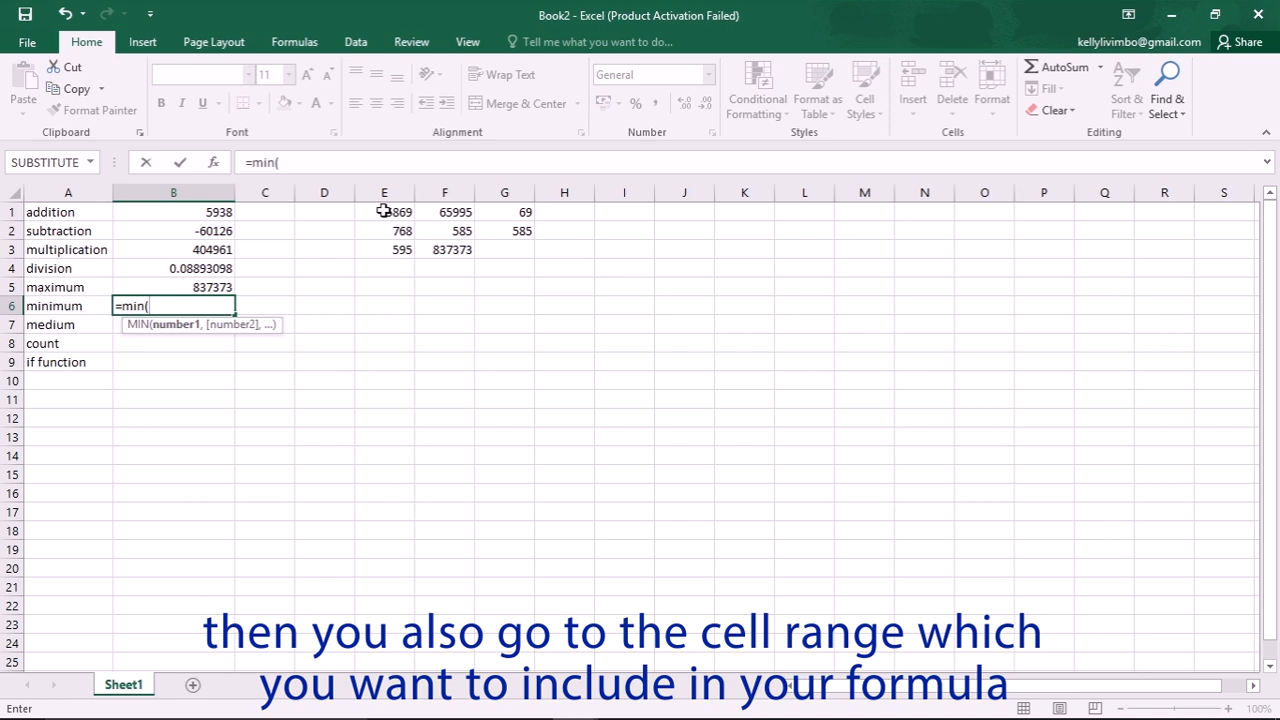 Book2 - Excel (Product Activation Failed)
File Home Insert Page Layout Formulas Data Review View Tell me what you want to do... kellylivimbo@gmail.com Share
Paste Cut Copy Format Painter
11
B I U A
Wrap Text
Merge & Center
General
% ,
Conditional Formatting Format as Table Cell Styles
Insert Delete Format
AutoSum
Fill
Clear
Sort & Filter Find & Select
Clipboard Font Alignment Number Styles Cells Editing
SUBSTITUTE fx =min(
A B C D E F G H I J K L M N O P Q R S
1 addition 5938 869 65995 69
2 subtraction -60126 768 585 585
3 multiplication 404961 595 837373
4 division 0.08893098
5 maximum 837373
6 minimum =min(
7 medium MIN(number1, [number2], ...)
8 count
9 if function
10
11
12
13
14
15
16
17
18
19
20
21
22
23
24
25
then you also go to the cell range which
you want to include in your formula
Sheet1
Enter 100%